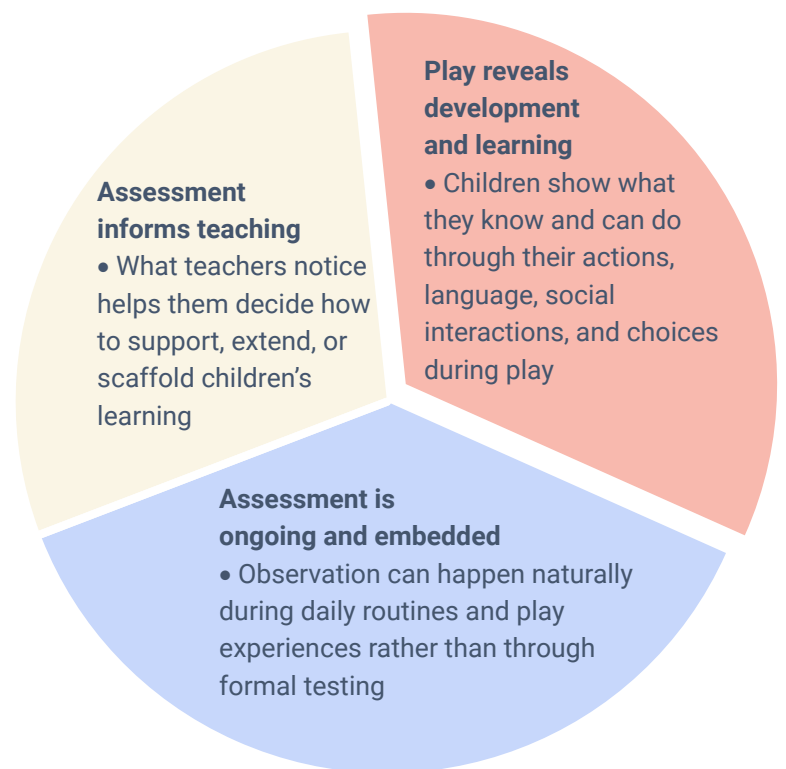 Play reveals
development
and learning
• Children show what
they know and can do
through their actions,
language, social
interactions, and choices
during play
Assessment
informs teaching
• What teachers notice
helps them decide how
to support, extend, or
scaffold children’s
learning
Assessment is
ongoing and embedded
• Observation can happen naturally
during daily routines and play
experiences rather than through
formal testing